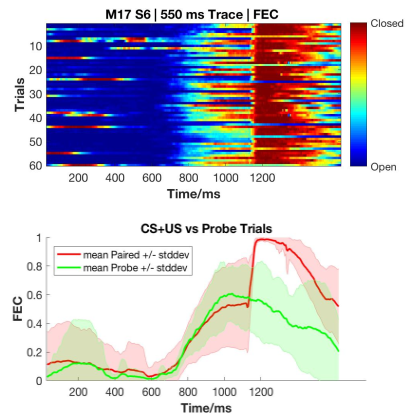 M17 S6 | 550 ms Trace | FEC
Closed
Trials
10
20
30
40
50
60
Open
200 400 600 800 1000 1200
Time/ms
CS+US vs Probe Trials
FEC
1
0.8
0.6
0.4
0.2
0
mean Paired +/- stddev
mean Probe +/- stddev
200 400 600 800 1000 1200
Time/ms